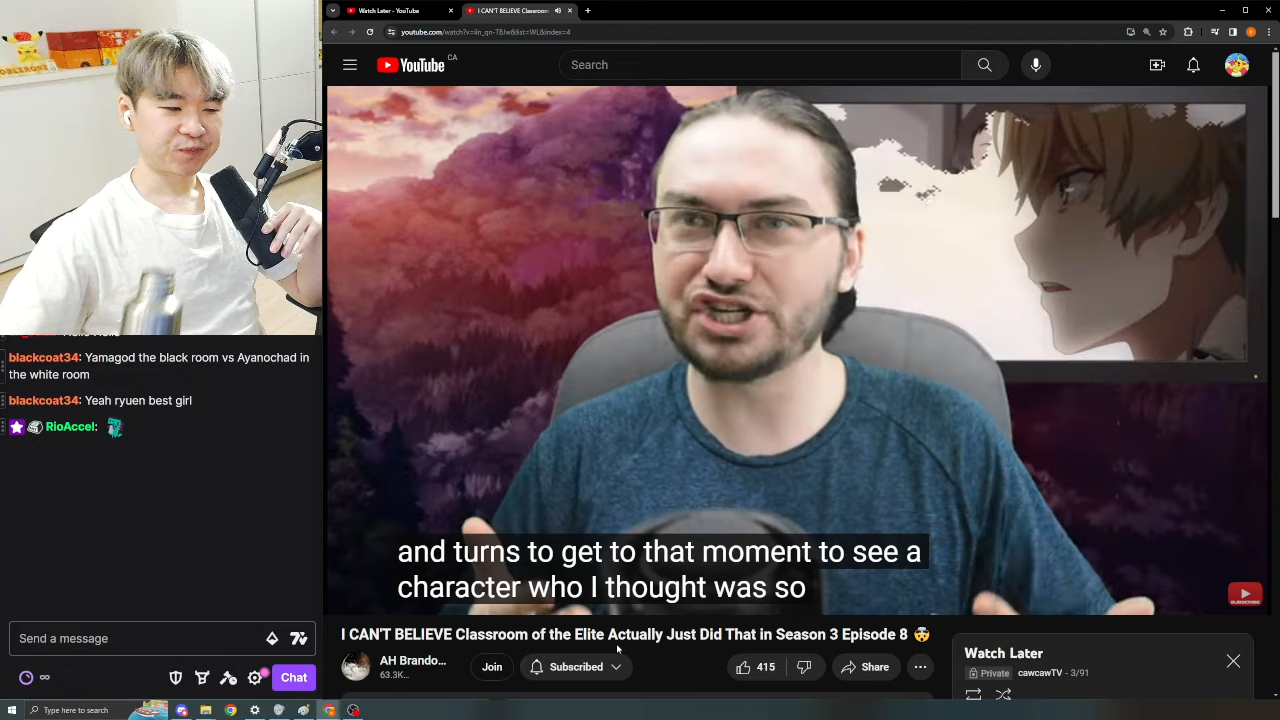 Watch Later - YouTube
I CAN'T BELIEVE Classroom
youtube.com/watch?v=iln_qn-T8Jw&list=WL&index=4
YouTube CA
Search
blackcoat34: Yamagod the black room vs Ayanochad in
the white room
blackcoat34: Yeah ryuen best girl
RioAccel:
and turns to get to that moment to see a
character who I thought was so
SUBSCRIBE
I CAN'T BELIEVE Classroom of the Elite Actually Just Did That in Season 3 Episode 8
AH Brando...
63.3K...
Join
Subscribed
415
Share
Watch Later
Private cawcawTV - 3/91
Send a message
Chat
Type here to search